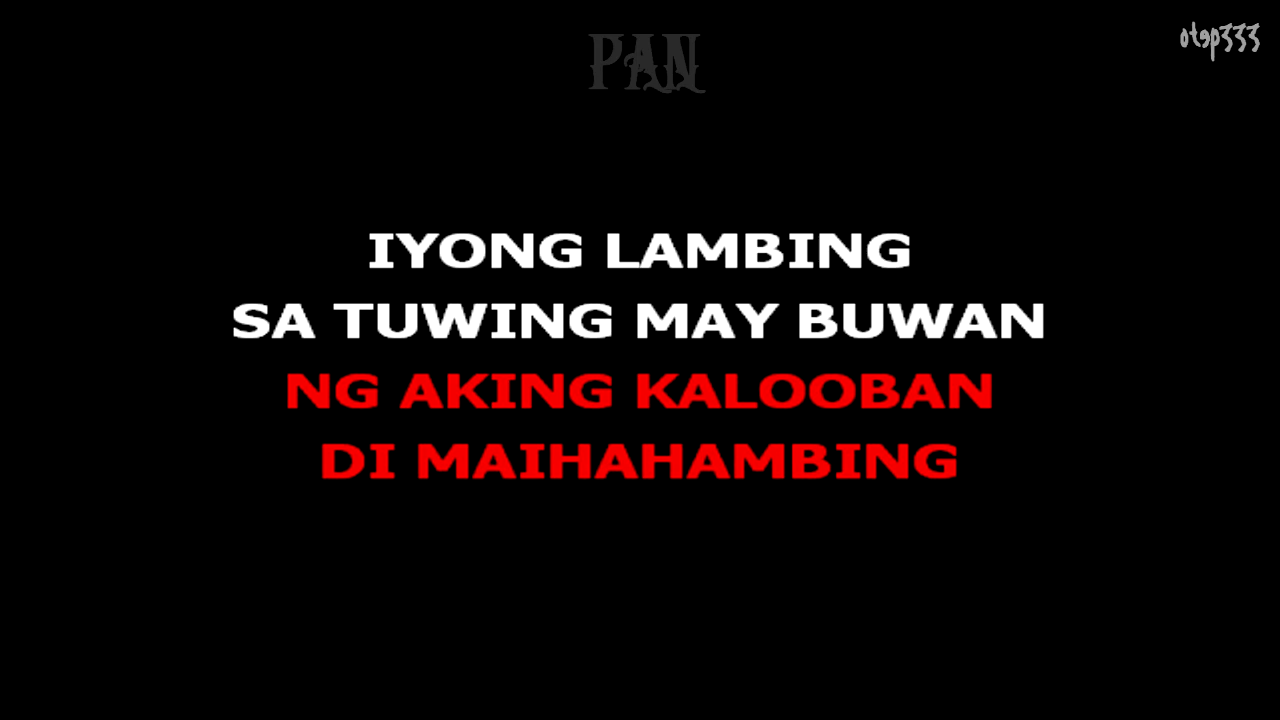 PAN
otep333
IYONG LAMBING
SA TUWING MAY BUWAN
NG AKING KALOOBAN
DI MAIHAHAMBING